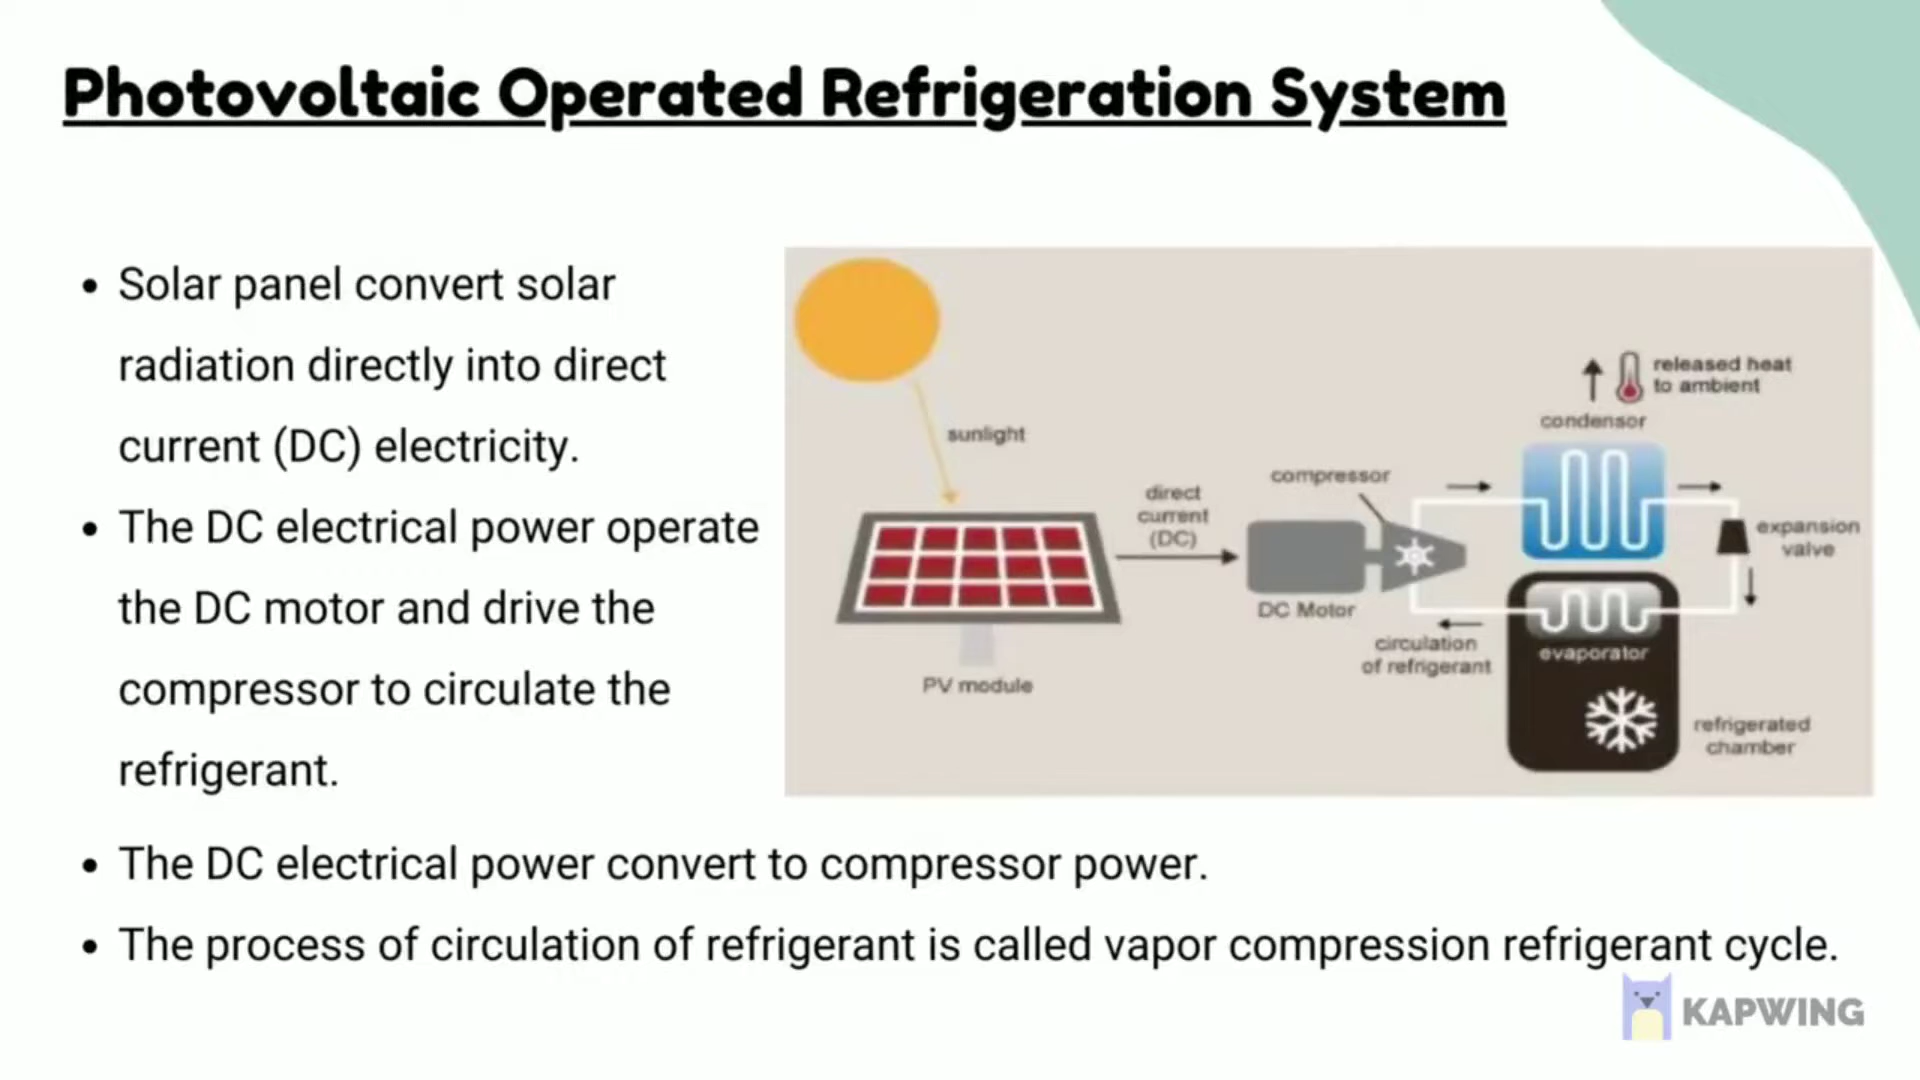 Photovoltaic Operated Refrigeration System
Solar panel convert solar
radiation directly into direct
current (DC) electricity.
The DC electrical power operate
the DC motor and drive the
compressor to circulate the
refrigerant.
The DC electrical power convert to compressor power.
The process of circulation of refrigerant is called vapor compression refrigerant cycle.
sunlight
PV module
direct
current
(DC)
compressor
DC Motor
circulation
of refrigerant
released heat
to ambient
condensor
expansion
valve
evaporator
refrigerated
chamber
KAPWING